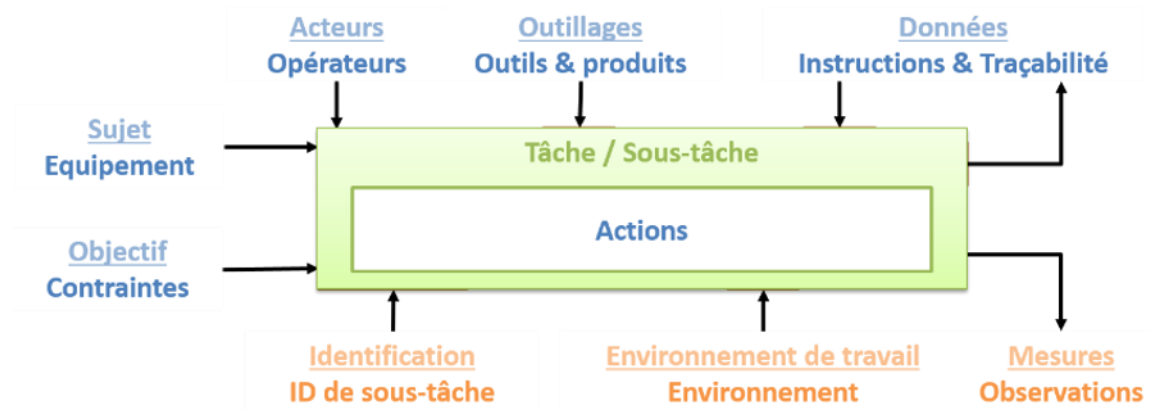 Acteurs
Opérateurs
Outillages
Outils & produits
Données
Instructions & Traçabilité
Sujet
Equipement
Tâche / Sous-tâche
Actions
Objectif
Contraintes
Identification
ID de sous-tâche
Environnement de travail
Environnement
Mesures
Observations